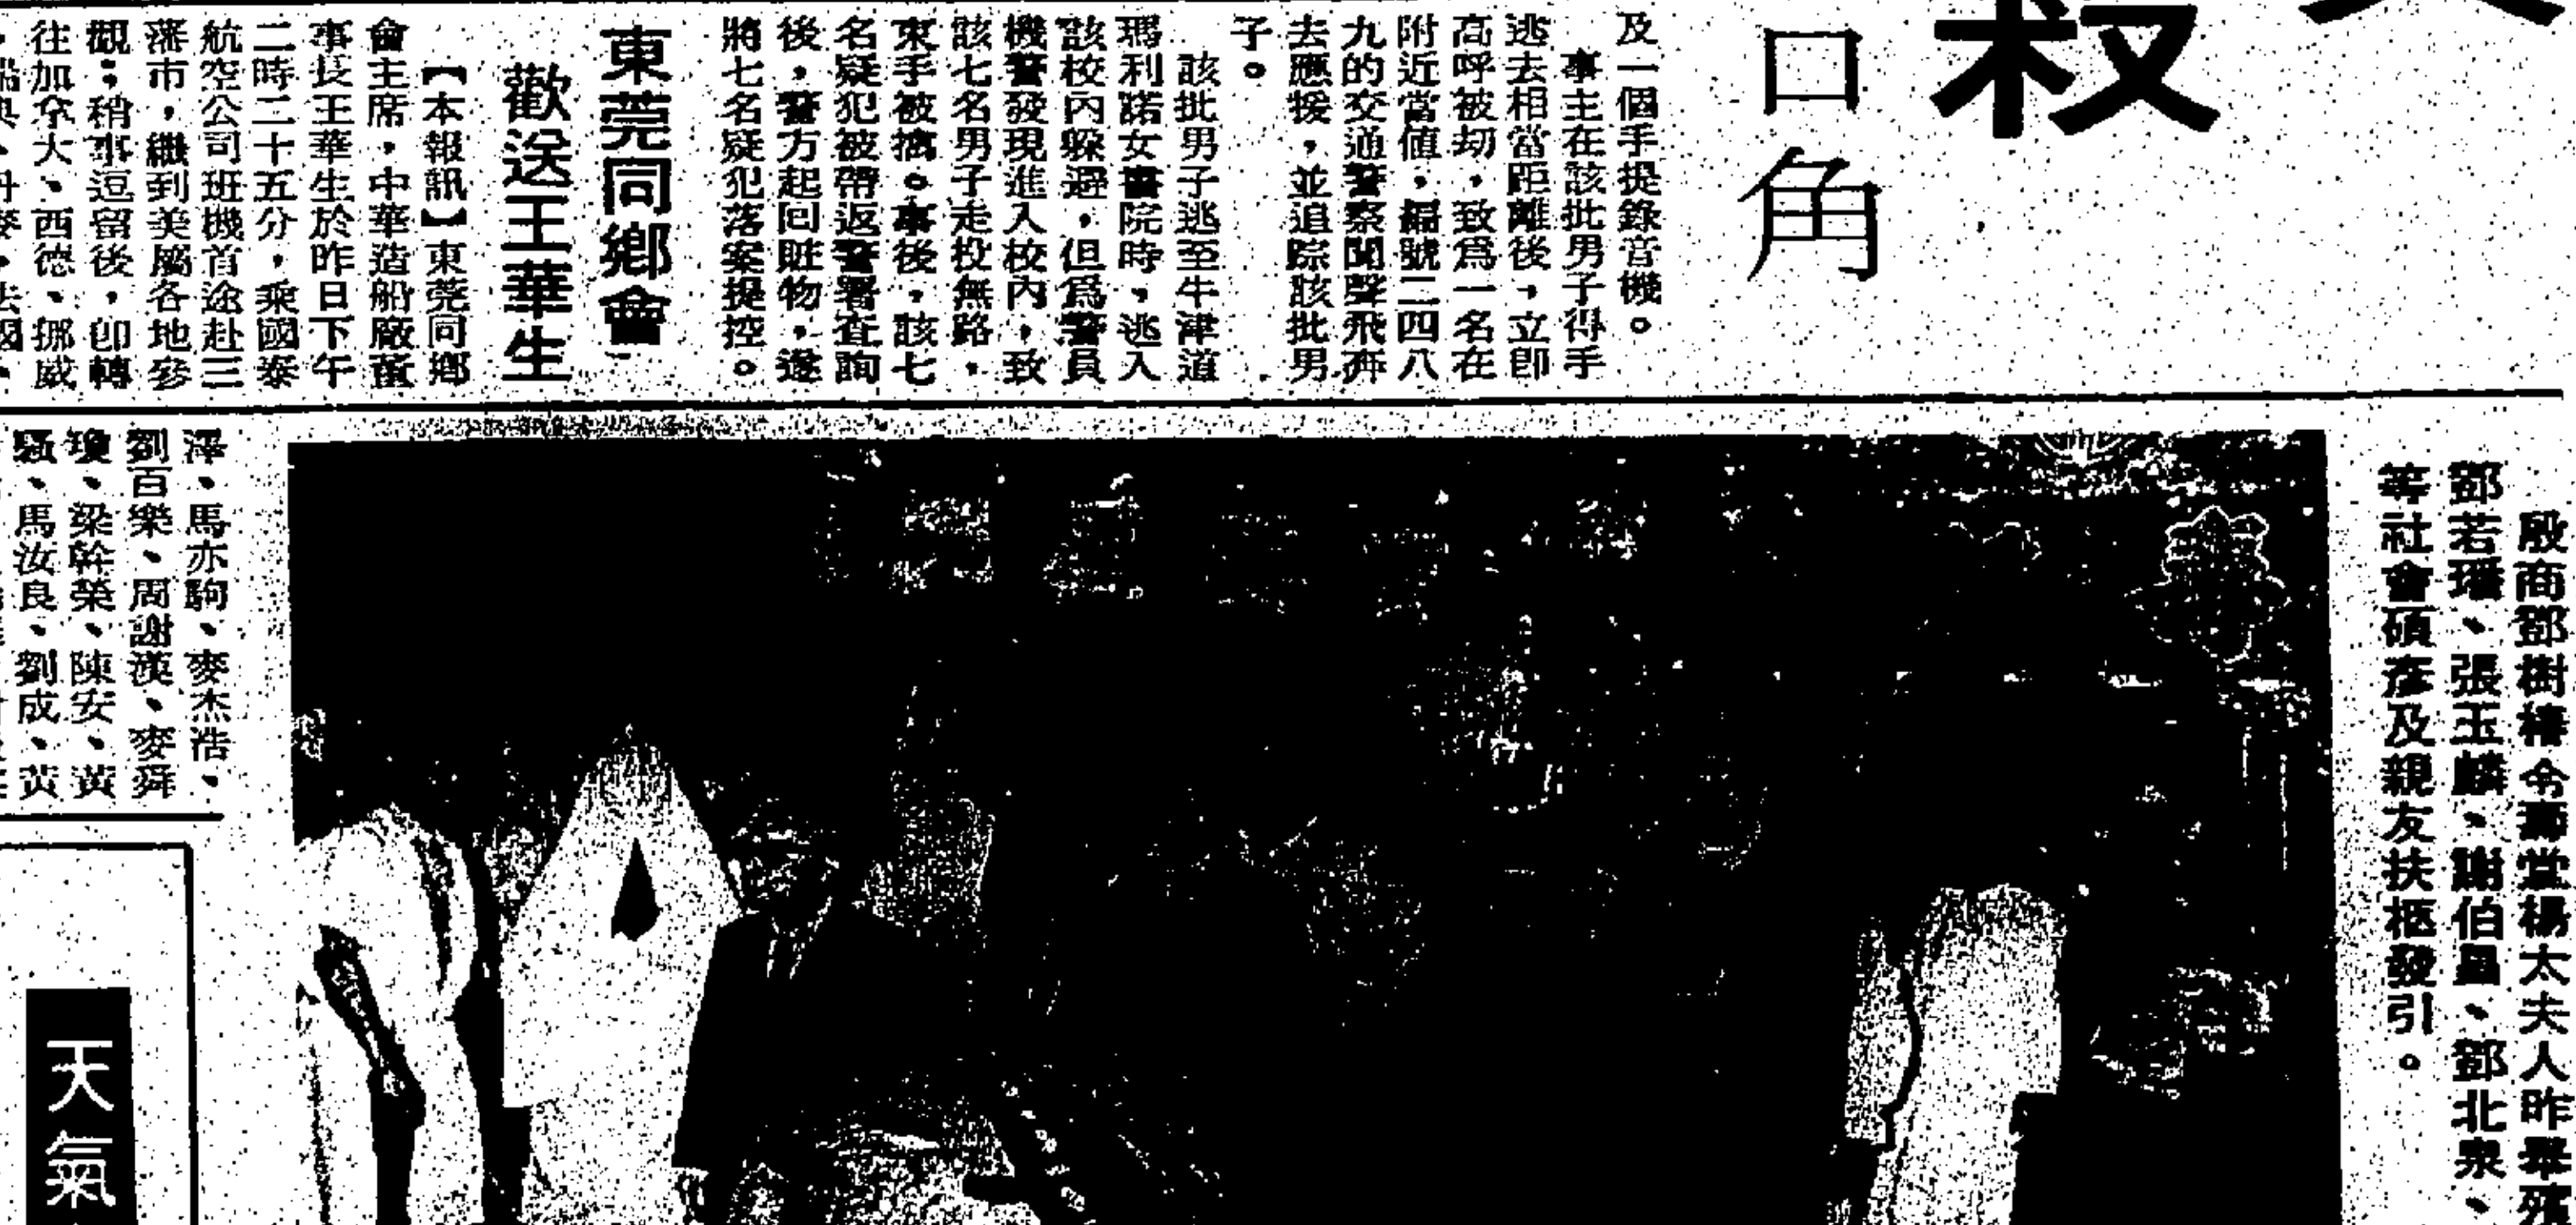 殺
口角
及一個手提錄音機。
事主在該批男子得手
逃去相當距離後，立卽
高呼被刧，致爲一名在
附近當値，編號二四八
九的交通警察聞聲飛奔
去應援，並追踪該批男
子。
該批男子逃至牛津道
瑪利諾女書院時，逃入
該校內躲避，但爲警員
機警發現進入校內，致
該七名男子走投無路，
束手被擒。事後，該七
名疑犯被帶返警署查詢
後，警方起回賍物，遂
將七名疑犯落案提控。
東莞同鄉會
歡送王華生
【本報訊】東莞同鄉
會主席，中華造船廠董
事長王華生於昨日下午
二時二十五分，乘國泰
航空公司班機首途赴三
藩市，繼到美屬各地參
觀；稍事逗留後，卽轉
往加拿大、西德、挪威
、瑞典、丹麥、法國、
殷商鄧樹椿令壽堂楊太夫人昨舉殯
鄧若璠、張玉麟、謝伯昌、鄧北泉、
等社會碩彥及親友扶柩發引。
澤、馬亦駒、麥杰浩、
劉百樂、周謝漢、麥舜
瓊、梁幹榮、陳安、黃
騷、馬汝良、劉成、黃
天氣